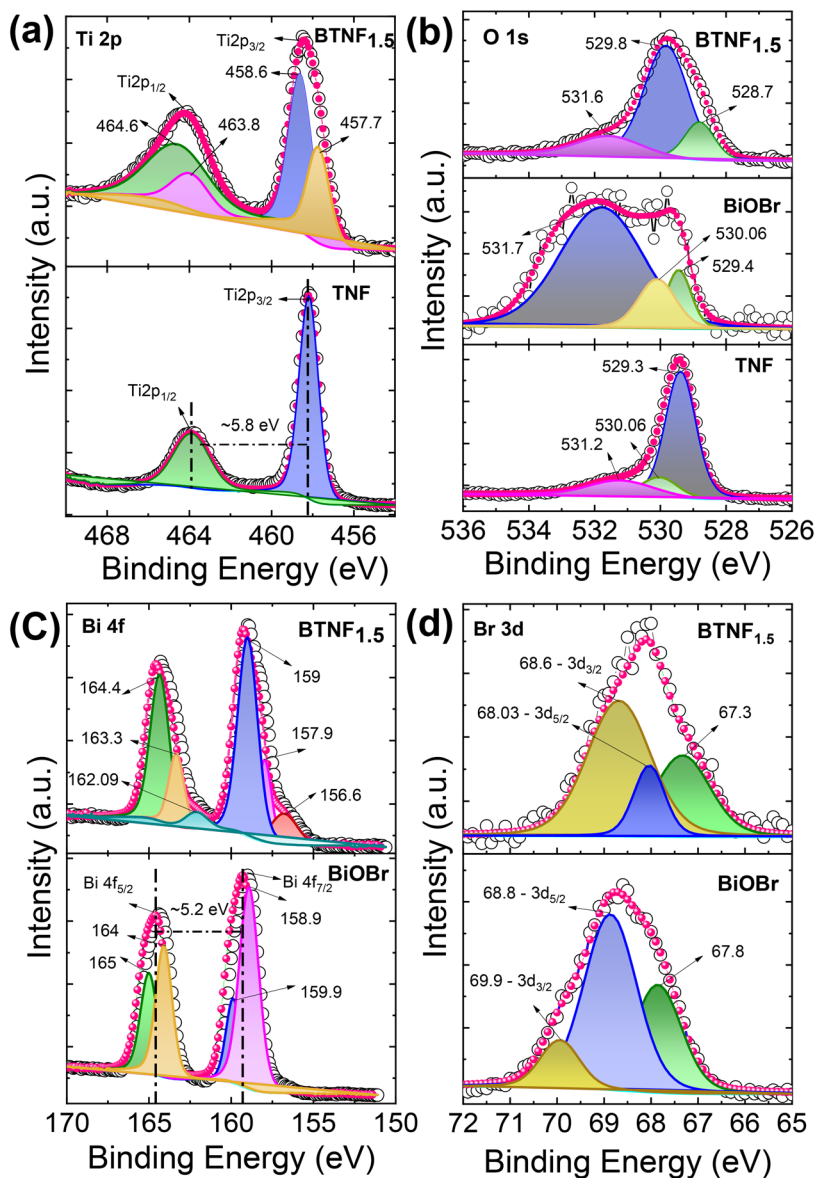 (a)
Ti 2p
BTNF1.5
Ti2p3/2
458.6
Ti2p1/2
464.6
463.8
457.7
TNF
Ti2p3/2
Ti2p1/2
~5.8 eV
468 464 460 456
Binding Energy (eV)
Intensity (a.u.)
(b)
O 1s
BTNF1.5
529.8
528.7
531.6
BiOBr
531.7
530.06
529.4
TNF
529.3
530.06
531.2
536 534 532 530 528 526
Binding Energy (eV)
Intensity (a.u.)
(C)
Bi 4f
BTNF1.5
159
164.4
163.3
157.9
162.09
156.6
BiOBr
Bi 4f5/2
Bi 4f7/2
~5.2 eV
158.9
164
165
159.9
170 165 160 155 150
Binding Energy (eV)
Intensity (a.u.)
(d)
Br 3d
BTNF1.5
68.6 - 3d3/2
68.03 - 3d5/2
67.3
BiOBr
68.8 - 3d5/2
67.8
69.9 - 3d3/2
72 71 70 69 68 67 66 65
Binding Energy (eV)
Intensity (a.u.)